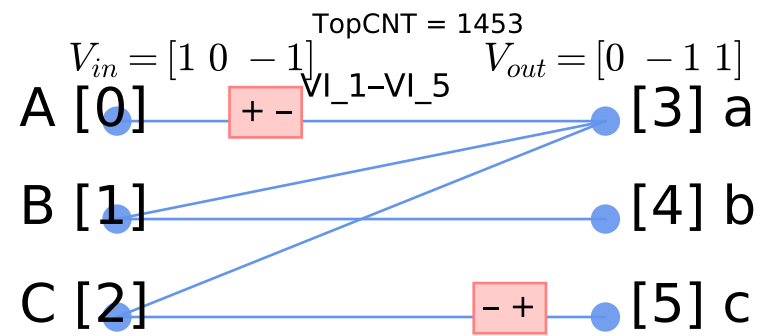 TopCNT = 1453
V_in = [1 0 −1] V_out = [0 −1 1]
VI_1–VI_5
A [0] + – [3] a
B [1] [4] b
C [2] – + [5] c